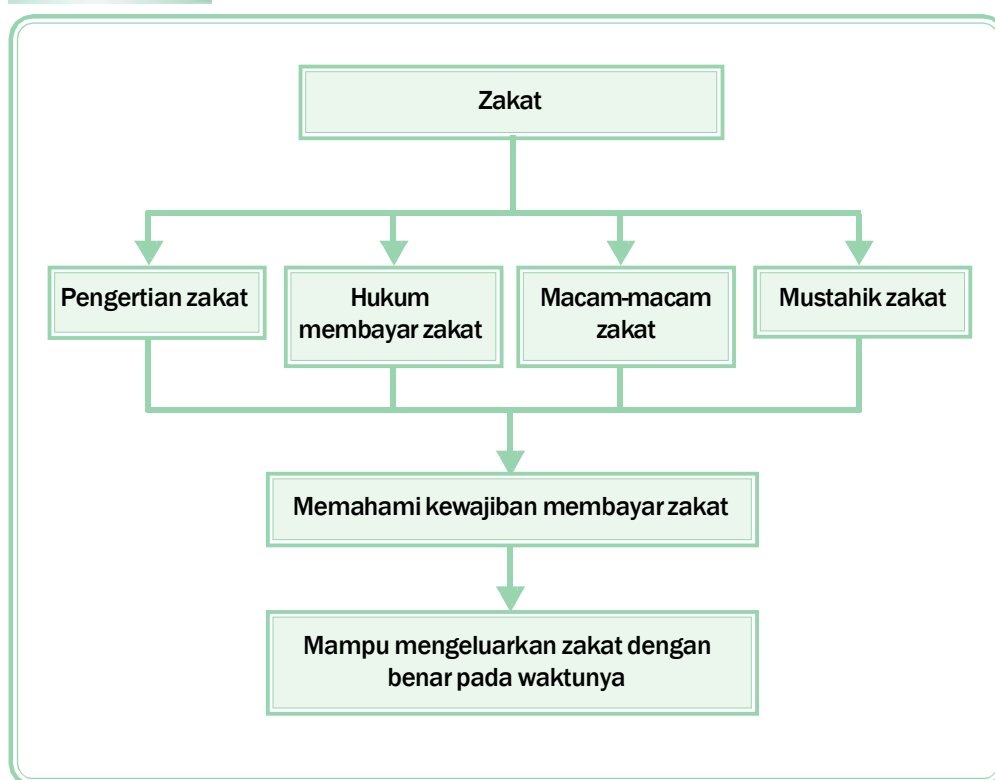 Zakat
Pengertian zakat
Hukum
membayar zakat
Macam-macam
zakat
Mustahik zakat
Memahami kewajiban membayar zakat
Mampu mengeluarkan zakat dengan
benar pada waktunya